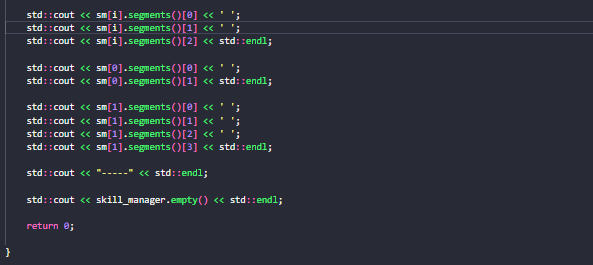 std::cout << sm[i].segments()[0] << ' ';
std::cout << sm[i].segments()[1] << ' ';
std::cout << sm[i].segments()[2] << std::endl;
std::cout << sm[0].segments()[0] << ' ';
std::cout << sm[0].segments()[1] << std::endl;
std::cout << sm[1].segments()[0] << ' ';
std::cout << sm[1].segments()[1] << ' ';
std::cout << sm[1].segments()[2] << ' ';
std::cout << sm[1].segments()[3] << std::endl;
std::cout << "-----" << std::endl;
std::cout << skill_manager.empty() << std::endl;
return 0;
}